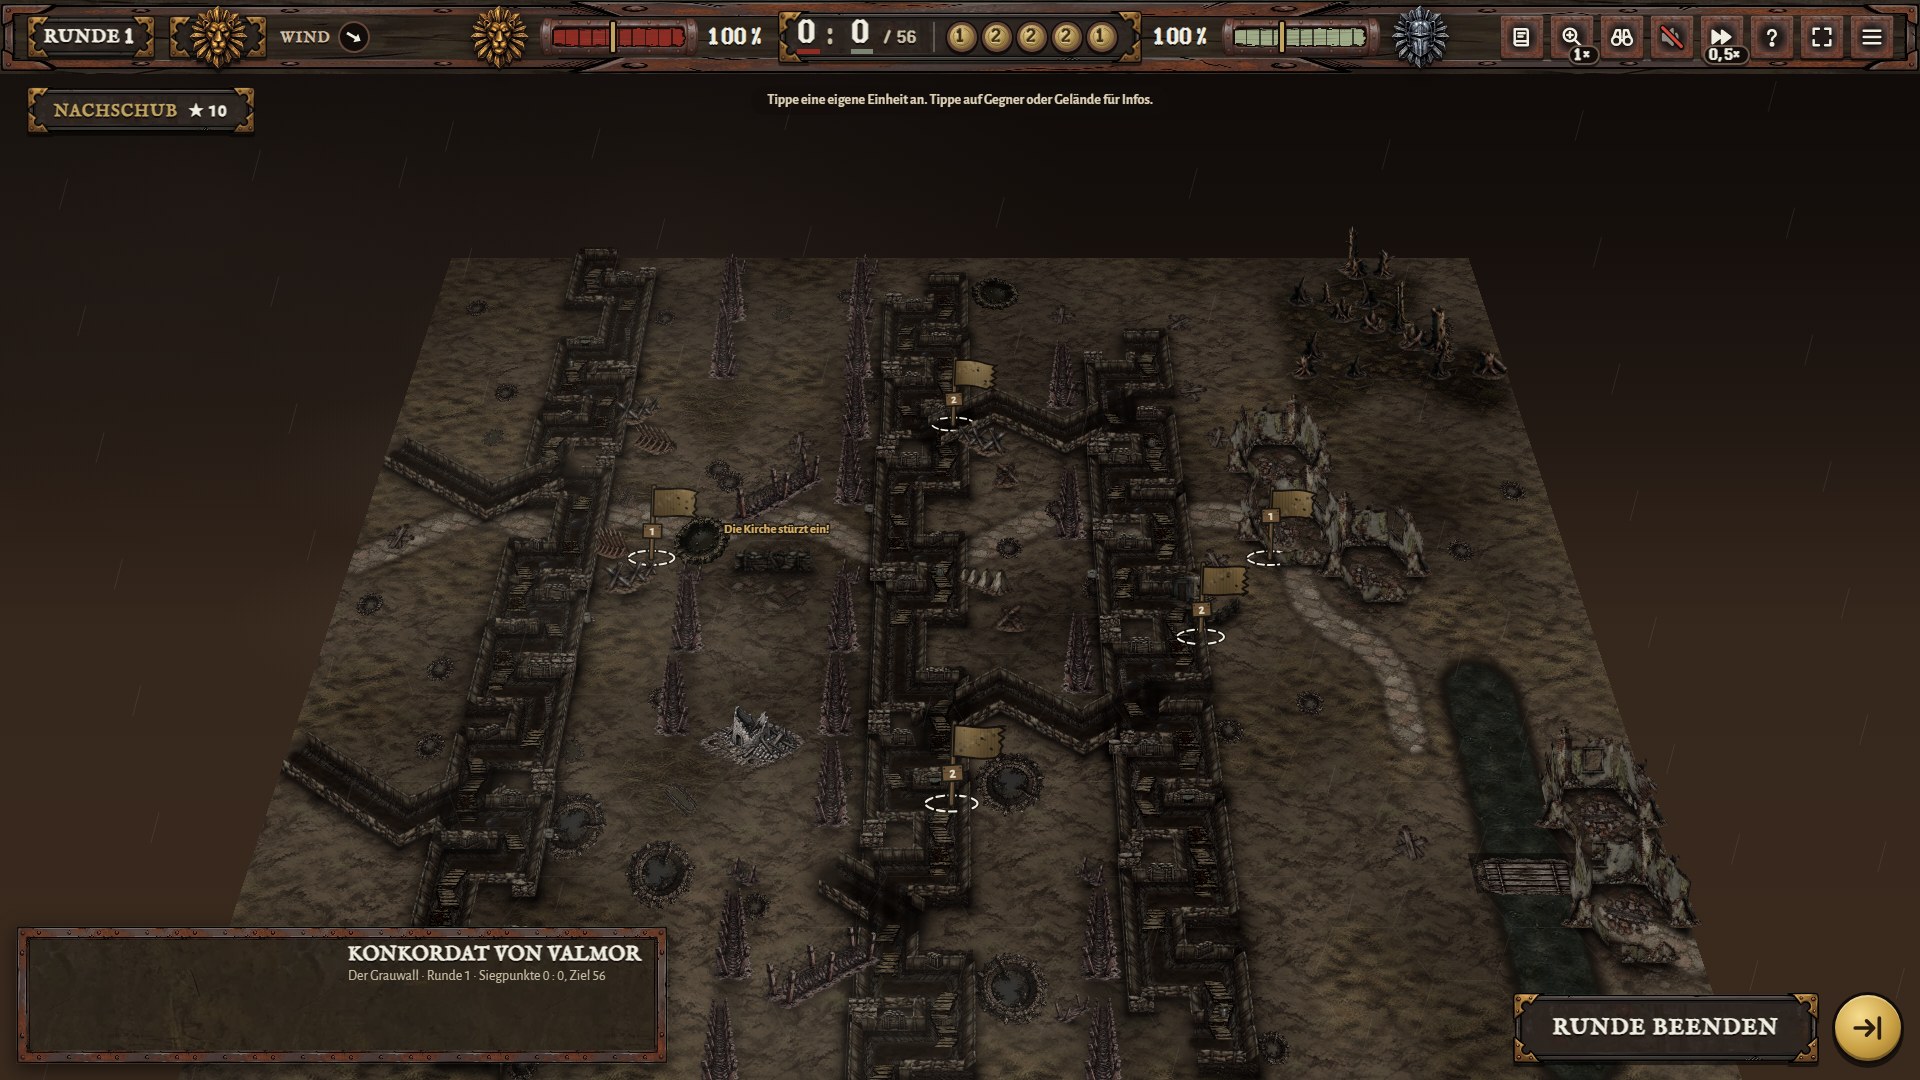 RUNDE 1
WIND
100 %
0 : 0 / 56
1 2 2 2 1
100 %
1×
0,5×
?
NACHSCHUB ★ 10
Tippe eine eigene Einheit an. Tippe auf Gegner oder Gelände für Infos.
2
1
Die Kirche stürzt ein!
1
2
2
KONKORDAT VON VALMOR
Der Grauwall · Runde 1 · Siegpunkte 0 : 0, Ziel 56
RUNDE BEENDEN